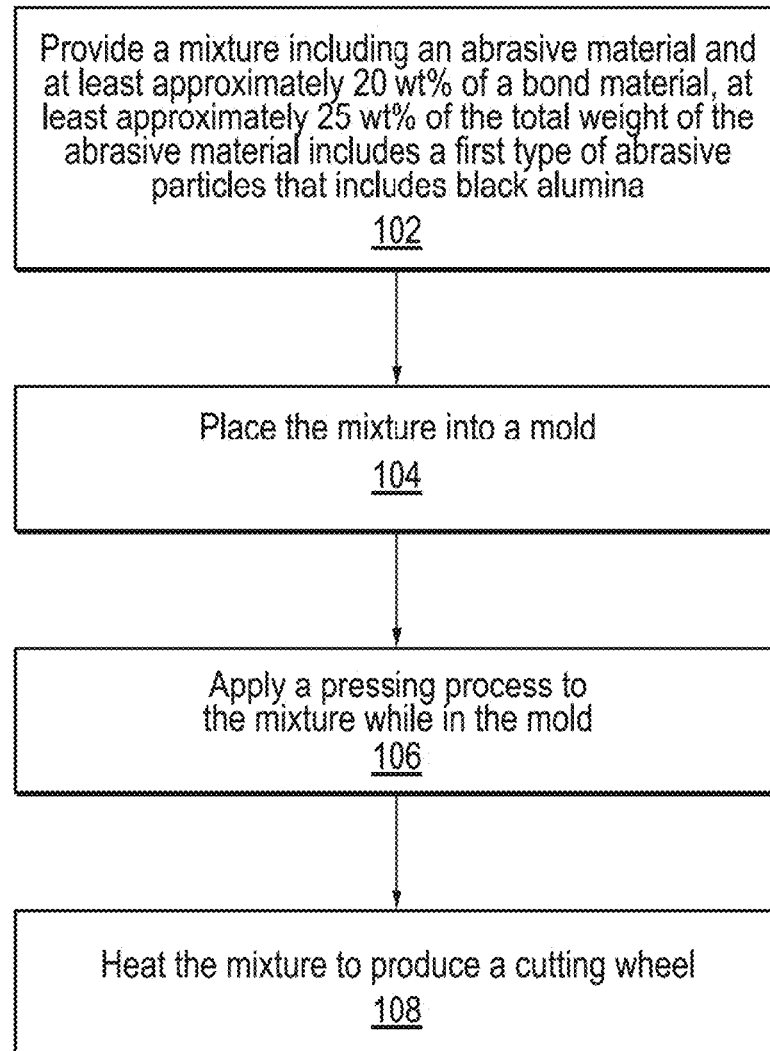 Provide a mixture including an abrasive material and
at least approximately 20 wt% of a bond material, at
least approximately 25 wt% of the total weight of the
abrasive material includes a first type of abrasive
particles that includes black alumina
102
Place the mixture into a mold
104
Apply a pressing process to
the mixture while in the mold
106
Heat the mixture to produce a cutting wheel
108